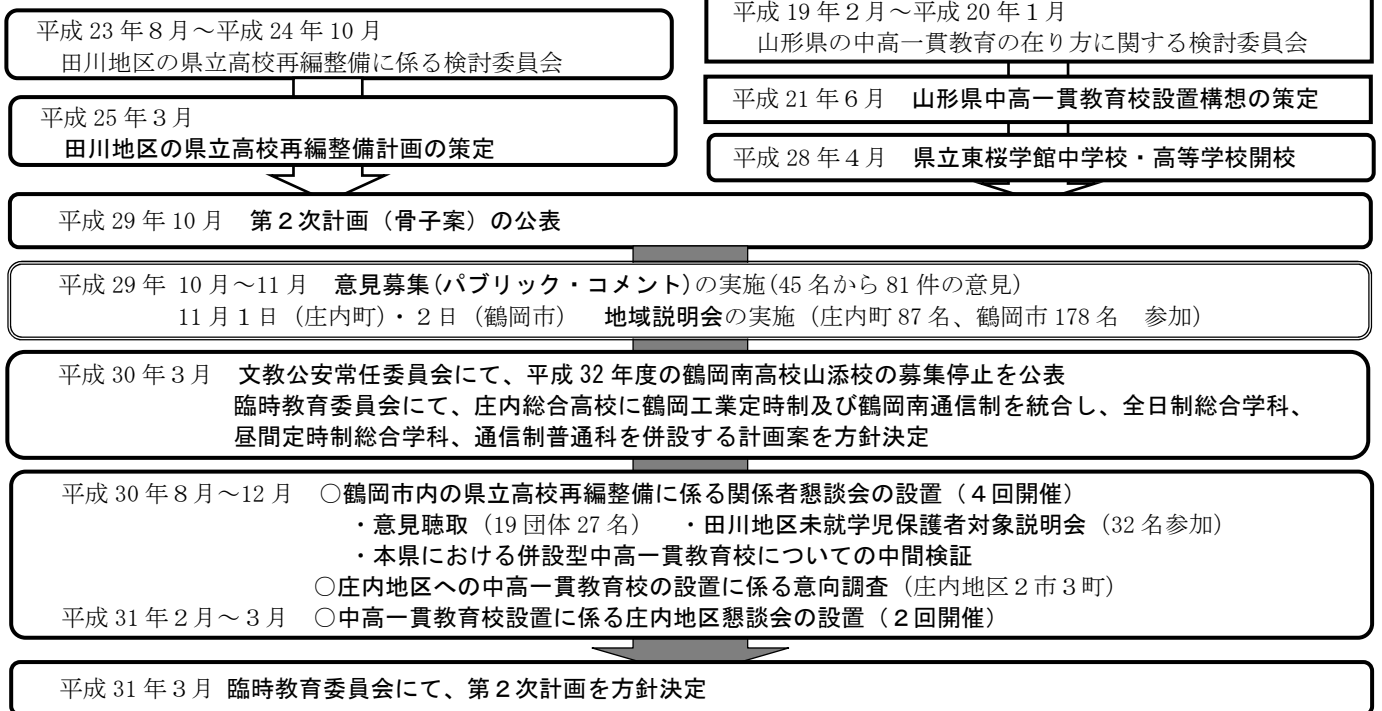 平成 23 年８月～平成 24 年 10 月
田川地区の県立高校再編整備に係る検討委員会
平成 25 年３月
田川地区の県立高校再編整備計画の策定
平成 19 年２月～平成 20 年１月
山形県の中高一貫教育の在り方に関する検討委員会
平成 21 年６月　山形県中高一貫教育校設置構想の策定
平成 28 年４月　県立東桜学館中学校・高等学校開校
平成 29 年 10 月　第２次計画（骨子案）の公表
平成 29 年 10 月～11 月　意見募集(パブリック・コメント)の実施(45 名から 81 件の意見)
11 月１日（庄内町）・２日（鶴岡市）　地域説明会の実施（庄内町 87 名、鶴岡市 178 名　参加）
平成 30 年３月　文教公安常任委員会にて、平成 32 年度の鶴岡南高校山添校の募集停止を公表
臨時教育委員会にて、庄内総合高校に鶴岡工業定時制及び鶴岡南通信制を統合し、全日制総合学科、
昼間定時制総合学科、通信制普通科を併設する計画案を方針決定
平成 30 年８月～12 月　○鶴岡市内の県立高校再編整備に係る関係者懇談会の設置（４回開催）
・意見聴取（19 団体 27 名）　・田川地区未就学児保護者対象説明会（32 名参加）
・本県における併設型中高一貫教育校についての中間検証
○庄内地区への中高一貫教育校の設置に係る意向調査（庄内地区２市３町）
平成 31 年２月～３月　○中高一貫教育校設置に係る庄内地区懇談会の設置（２回開催）
平成 31 年３月 臨時教育委員会にて、第２次計画を方針決定